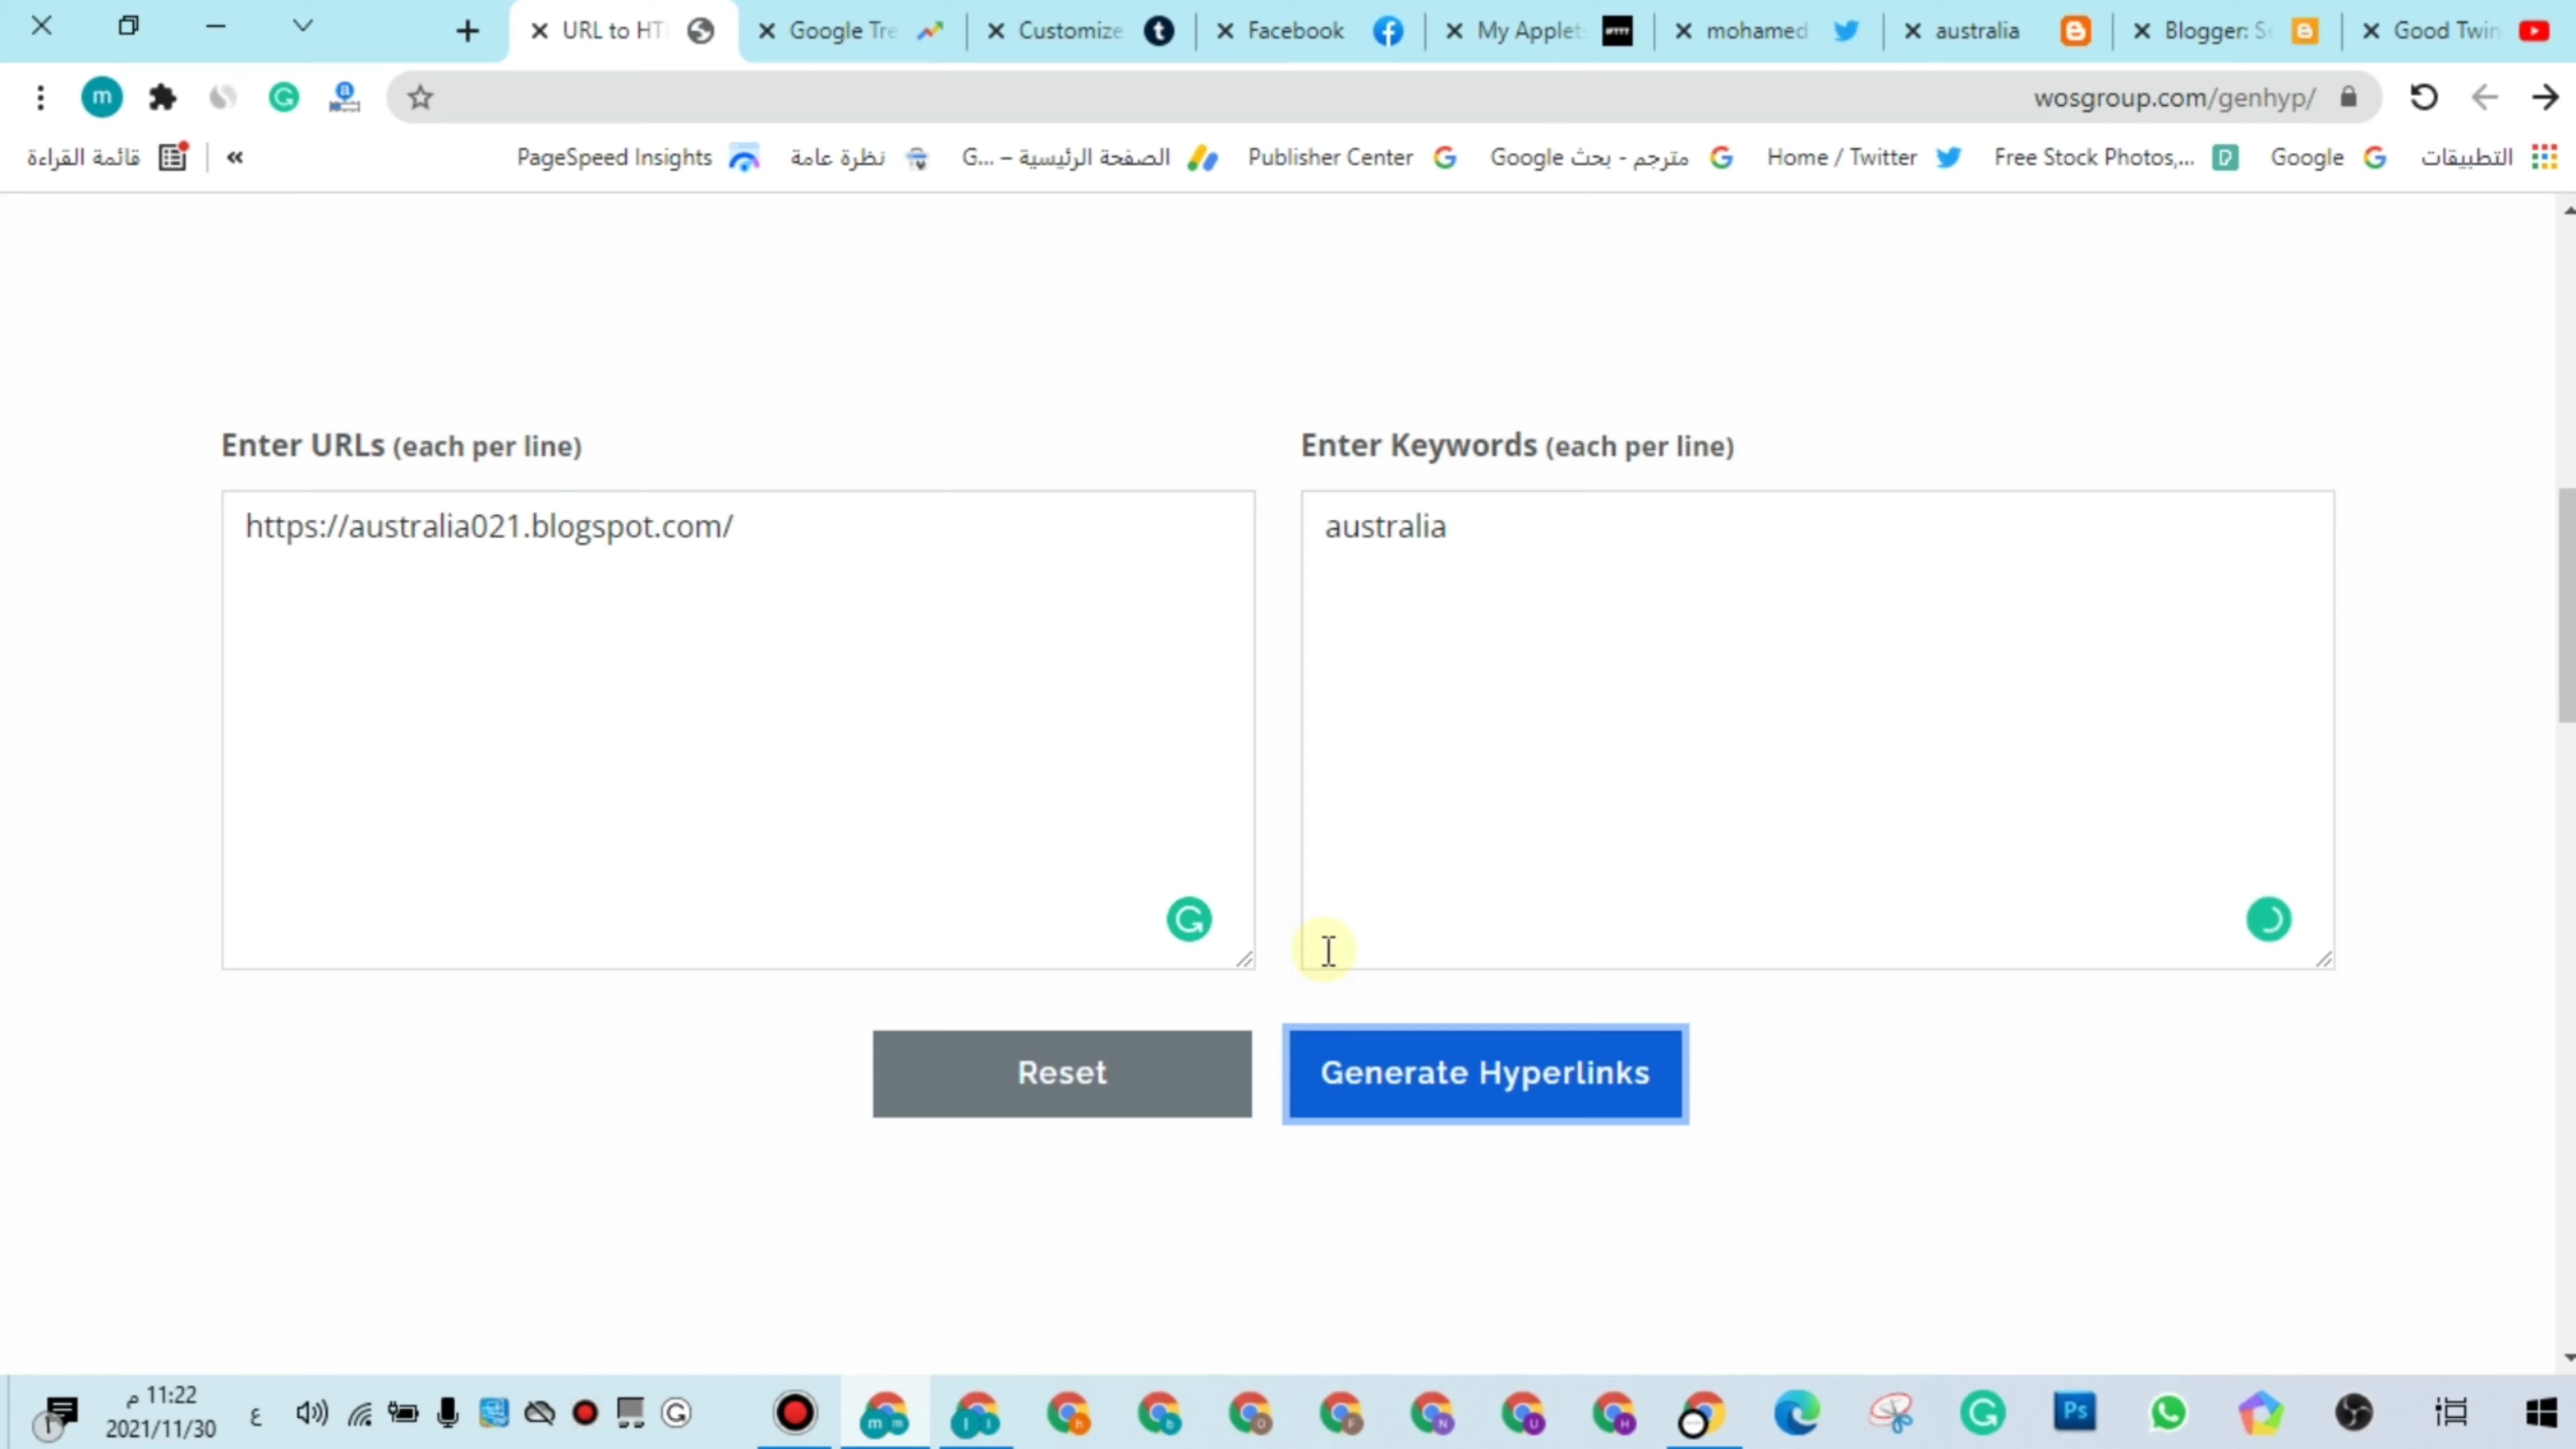 URL to HT
Google Tre
Customize
Facebook
My Applet
mohamed
australia
Blogger: S
Good Twin
m
wosgroup.com/genhyp/
قائمة القراءة
«
PageSpeed Insights
نظرة عامة
الصفحة الرئيسية – G...
Publisher Center
مترجم - بحث Google
Home / Twitter
Free Stock Photos,...
Google
التطبيقات
Enter URLs (each per line)
Enter Keywords (each per line)
https://australia021.blogspot.com/
australia
Reset
Generate Hyperlinks
11:22 م
2021/11/30
ع
Ps